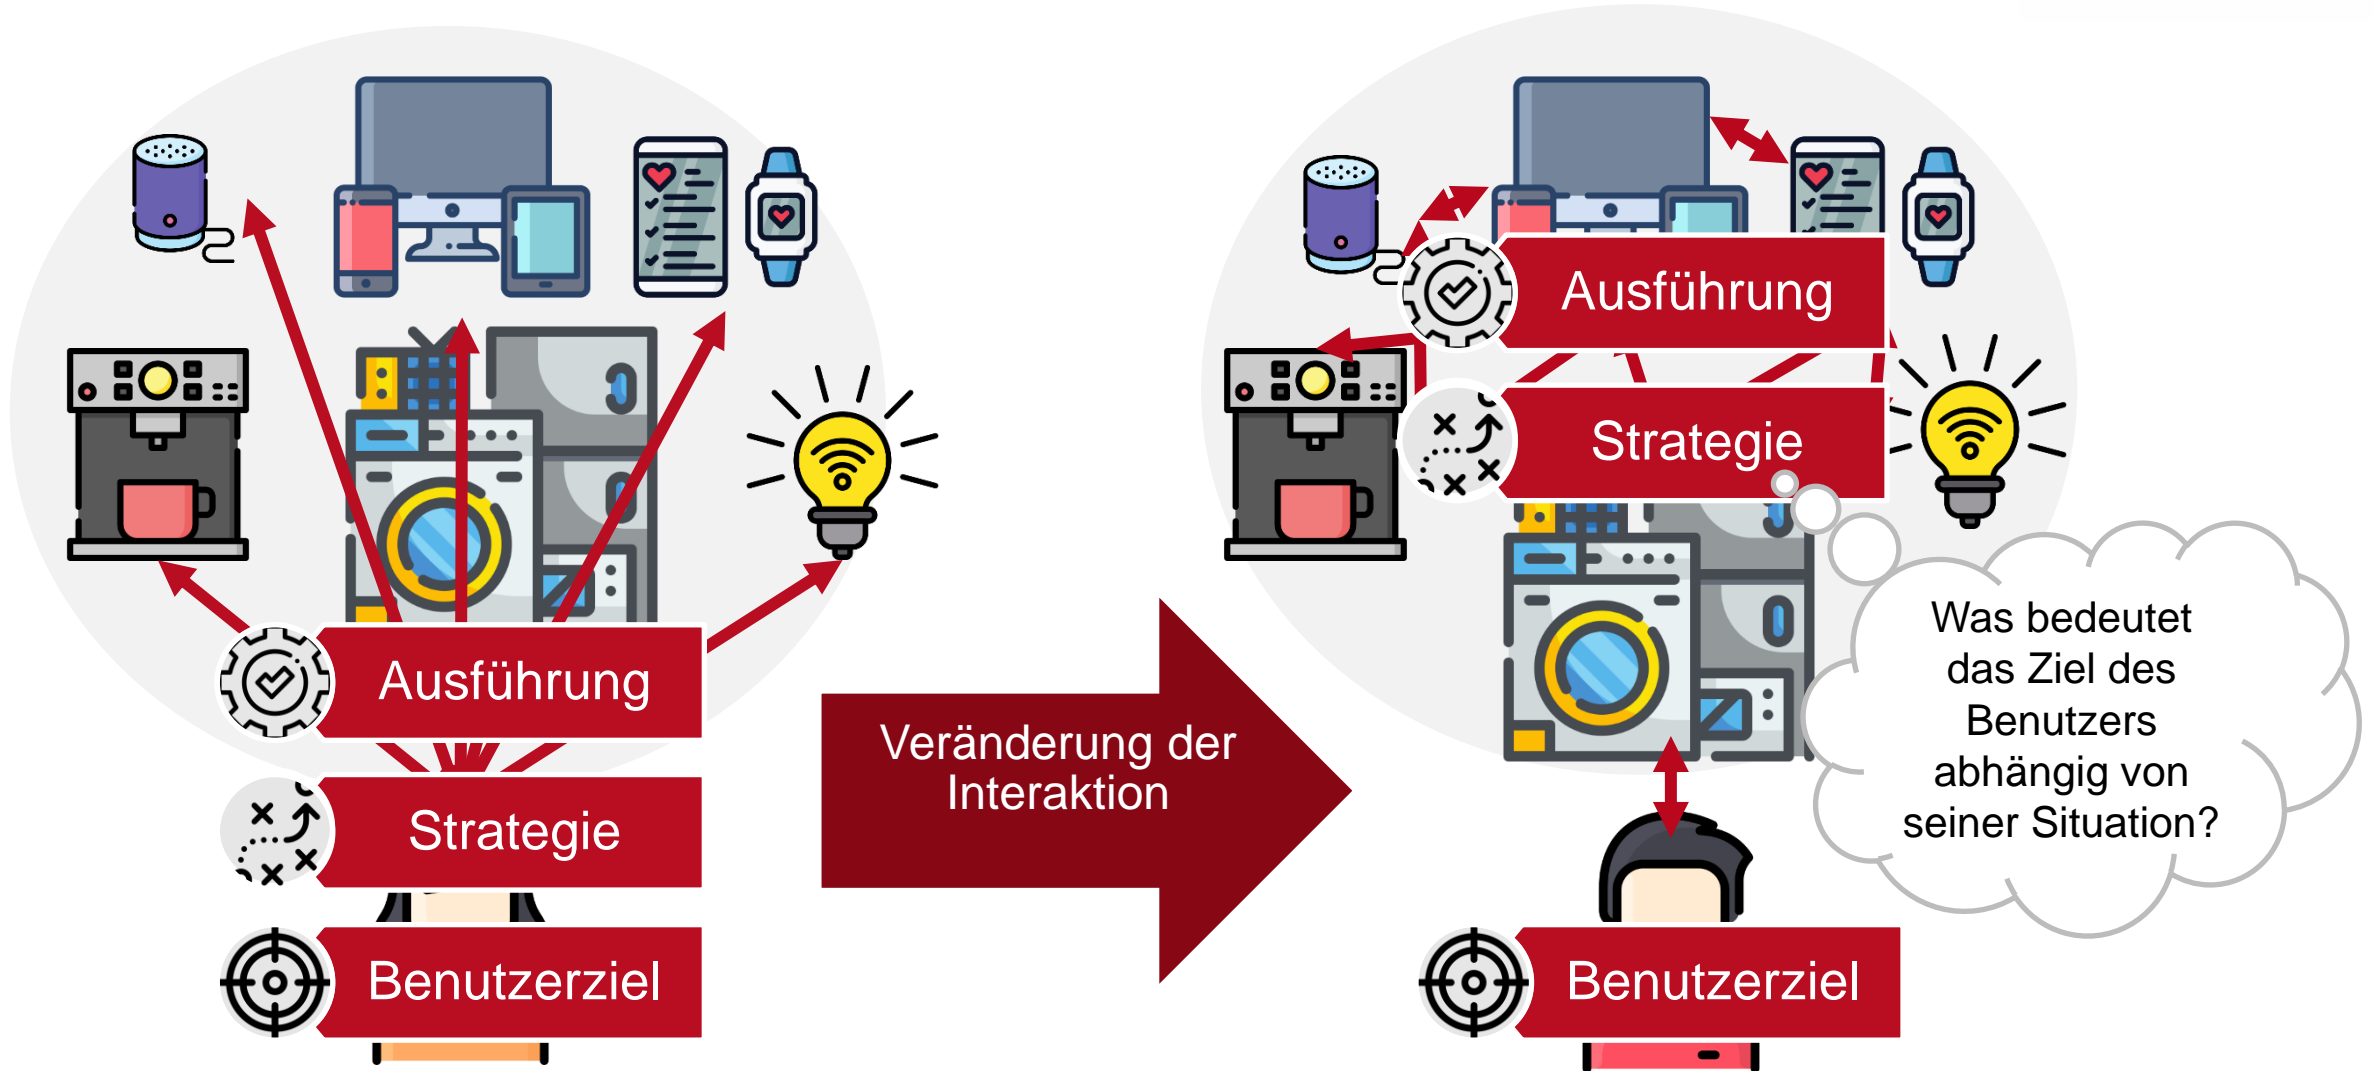 Ausführung
Strategie
Benutzerziel
Veränderung der
Interaktion
Ausführung
Strategie
Was bedeutet
das Ziel des
Benutzers
abhängig von
seiner Situation?
Benutzerziel